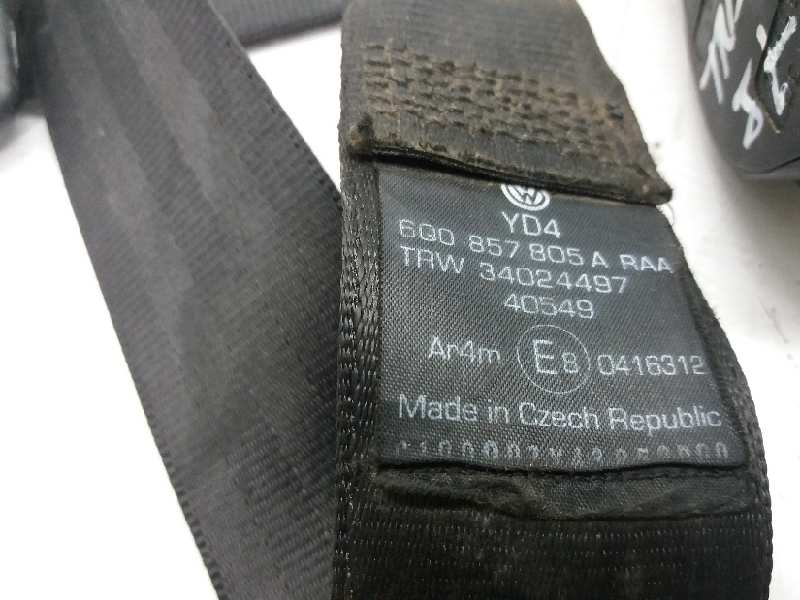 YD4
6Q0 857 805 A RAA
TRW 34024497
40549
Ar4m E8 0416312
Made in Czech Republic